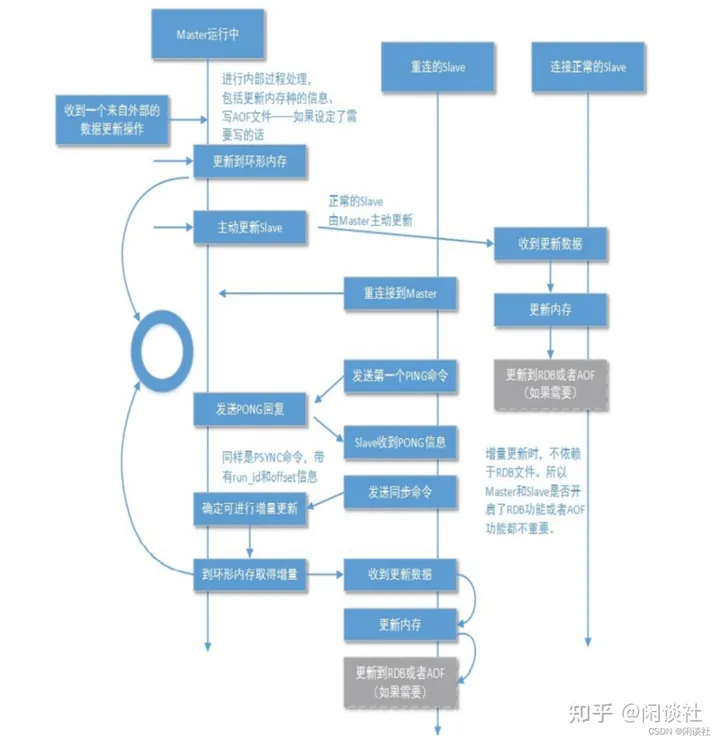 Master运行中
重连的Slave
连接正常的Slave
进行内部过程处理，
包括更新内存种的信息、
写AOF文件——如果设定了需
要写的话
收到一个来自外部的
数据更新操作
更新到环形内存
正常的Slave
由Master主动更新
主动更新Slave
收到更新数据
重连接到Master
更新内存
发送第一个PING命令
更新到RDB或者AOF
（如果需要）
发送PONG回复
Slave收到PONG信息
同样是PSYNC命令，带
有run_id和offset信息
增量更新时，不依赖
于RDB文件。所以
Master和Slave是否开
启了RDB功能或者AOF
功能都不重要。
发送同步命令
确定可进行增量更新
到环形内存取得增量
收到更新数据
更新内存
更新到RDB或者AOF
（如果需要）
知乎 @闲谈社
CSDN @闲谈社